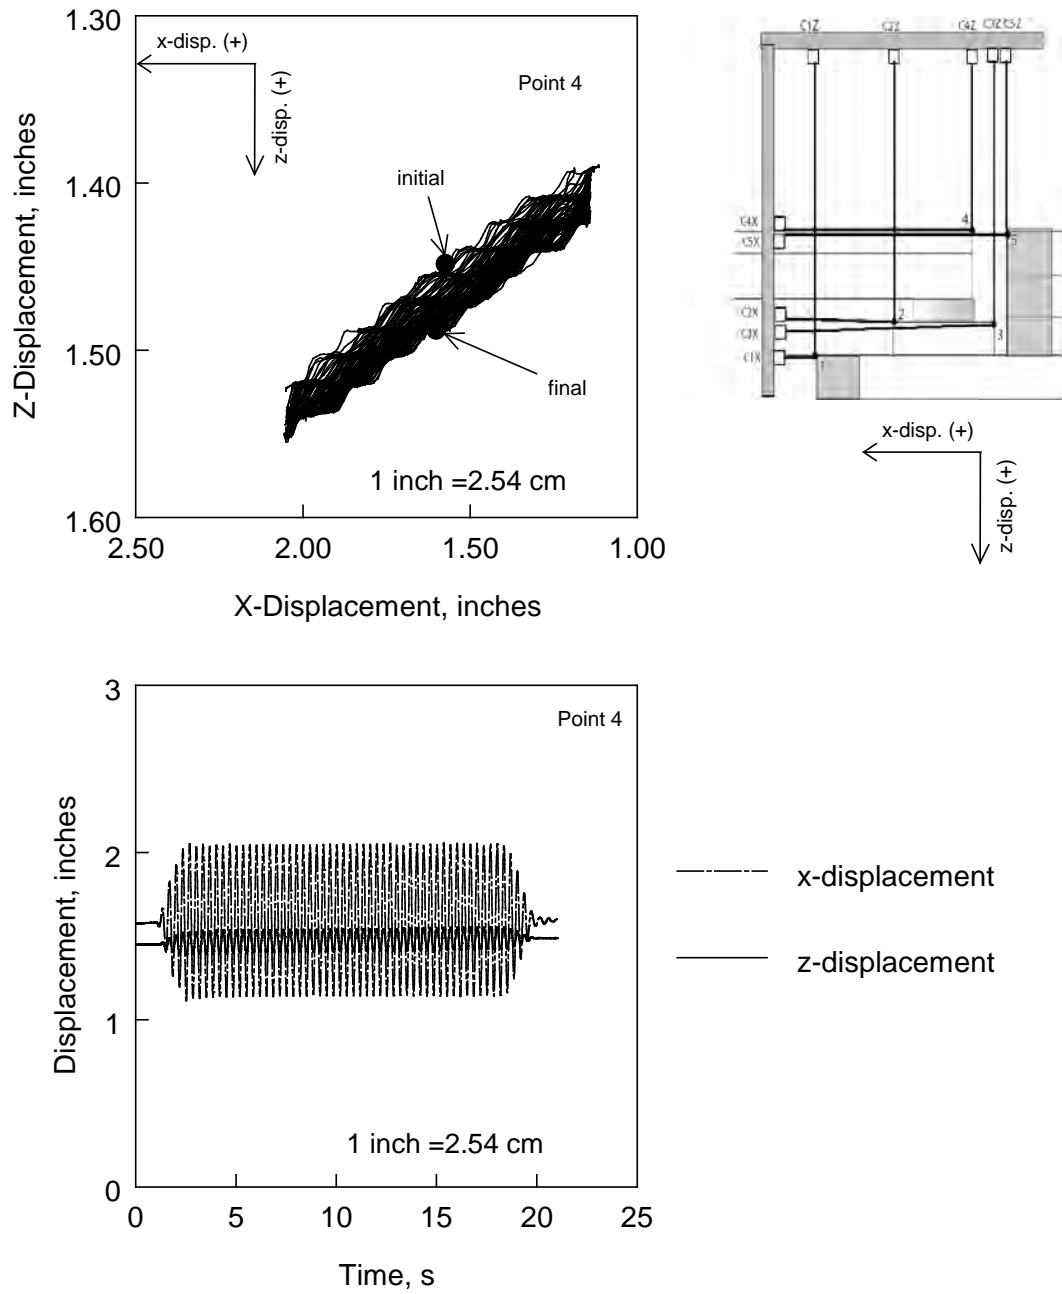 1.30
1.40
1.50
1.60
Z-Displacement, inches
x-disp. (+)
z-disp. (+)
Point 4
initial
final
1 inch =2.54 cm
2.50 2.00 1.50 1.00
X-Displacement, inches
C1Z C2Z C4Z C3Z C5Z
C4X
C5X
C2X
C3X
C1X
4
5
2
3
1
x-disp. (+)
z-disp. (+)
3
2
1
0
Displacement, inches
Point 4
1 inch =2.54 cm
0 5 10 15 20 25
Time, s
x-displacement
z-displacement